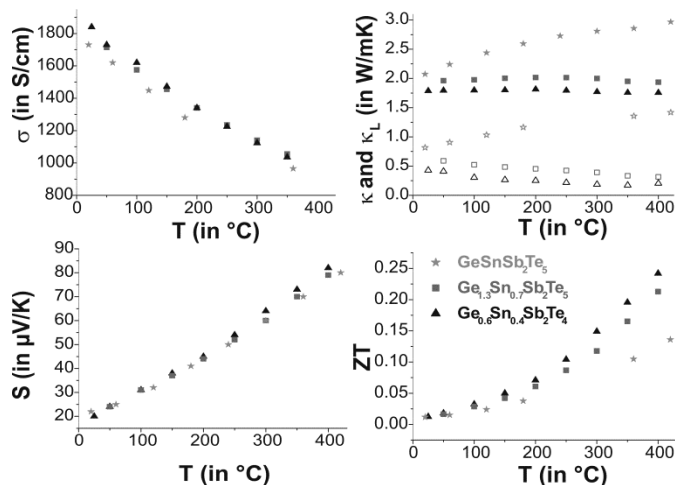 1800
1600
1400
1200
1000
800
σ (in S/cm)
0 100 200 300 400
T (in °C)
3.0
2.5
2.0
1.5
1.0
0.5
0.0
κ and κL (in W/mK)
0 100 200 300 400
T (in °C)
90
80
70
60
50
40
30
20
S (in µV/K)
0 100 200 300 400
T (in °C)
GeSnSb2Te5
Ge1.3Sn0.7Sb2Te5
Ge0.6Sn0.4Sb2Te4
0.25
0.20
0.15
0.10
0.05
0.00
ZT
0 100 200 300 400
T (in °C)